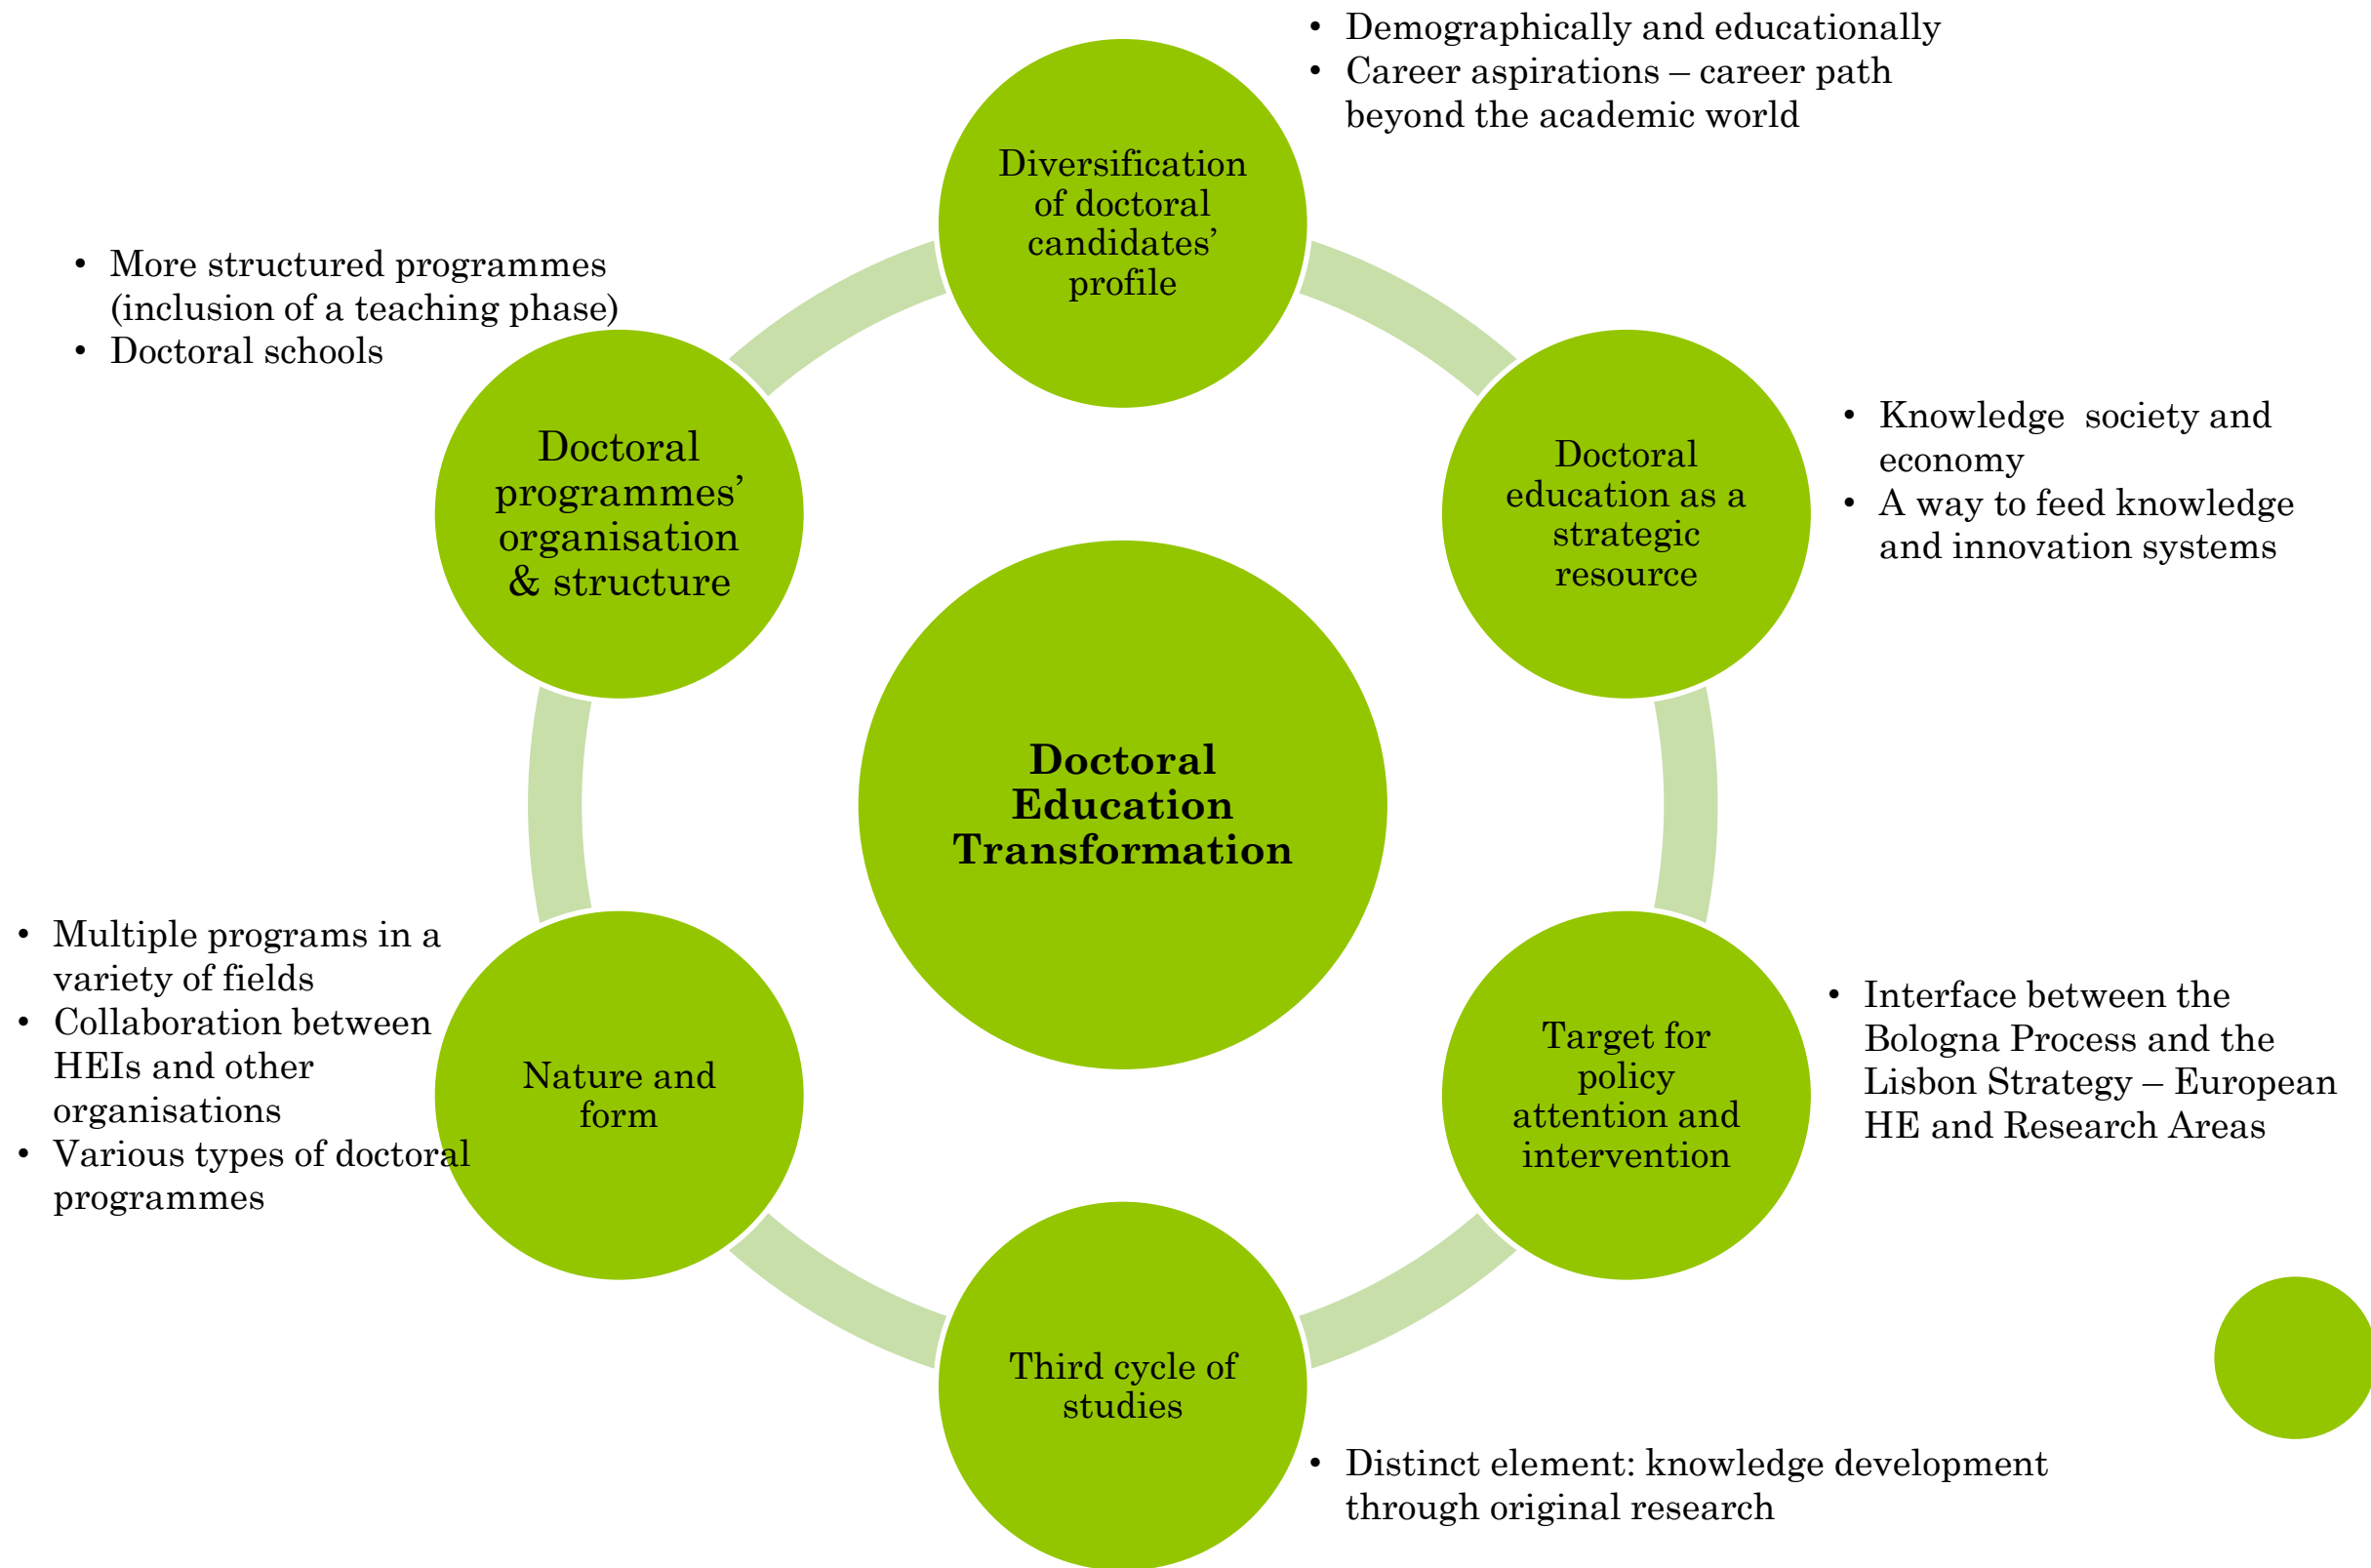 • Demographically and educationally
• Career aspirations – career path
beyond the academic world
Diversification
of doctoral
candidates’
profile
• More structured programmes
(inclusion of a teaching phase)
• Doctoral schools
Doctoral
programmes’
organisation
& structure
Doctoral
education as a
strategic
resource
• Knowledge  society and
economy
• A way to feed knowledge
and innovation systems
Doctoral
Education
Transformation
• Multiple programs in a
variety of fields
• Collaboration between
HEIs and other
organisations
• Various types of doctoral
programmes
Nature and
form
Target for
policy
attention and
intervention
• Interface between the
Bologna Process and the
Lisbon Strategy – European
HE and Research Areas
Third cycle of
studies
• Distinct element: knowledge development
through original research